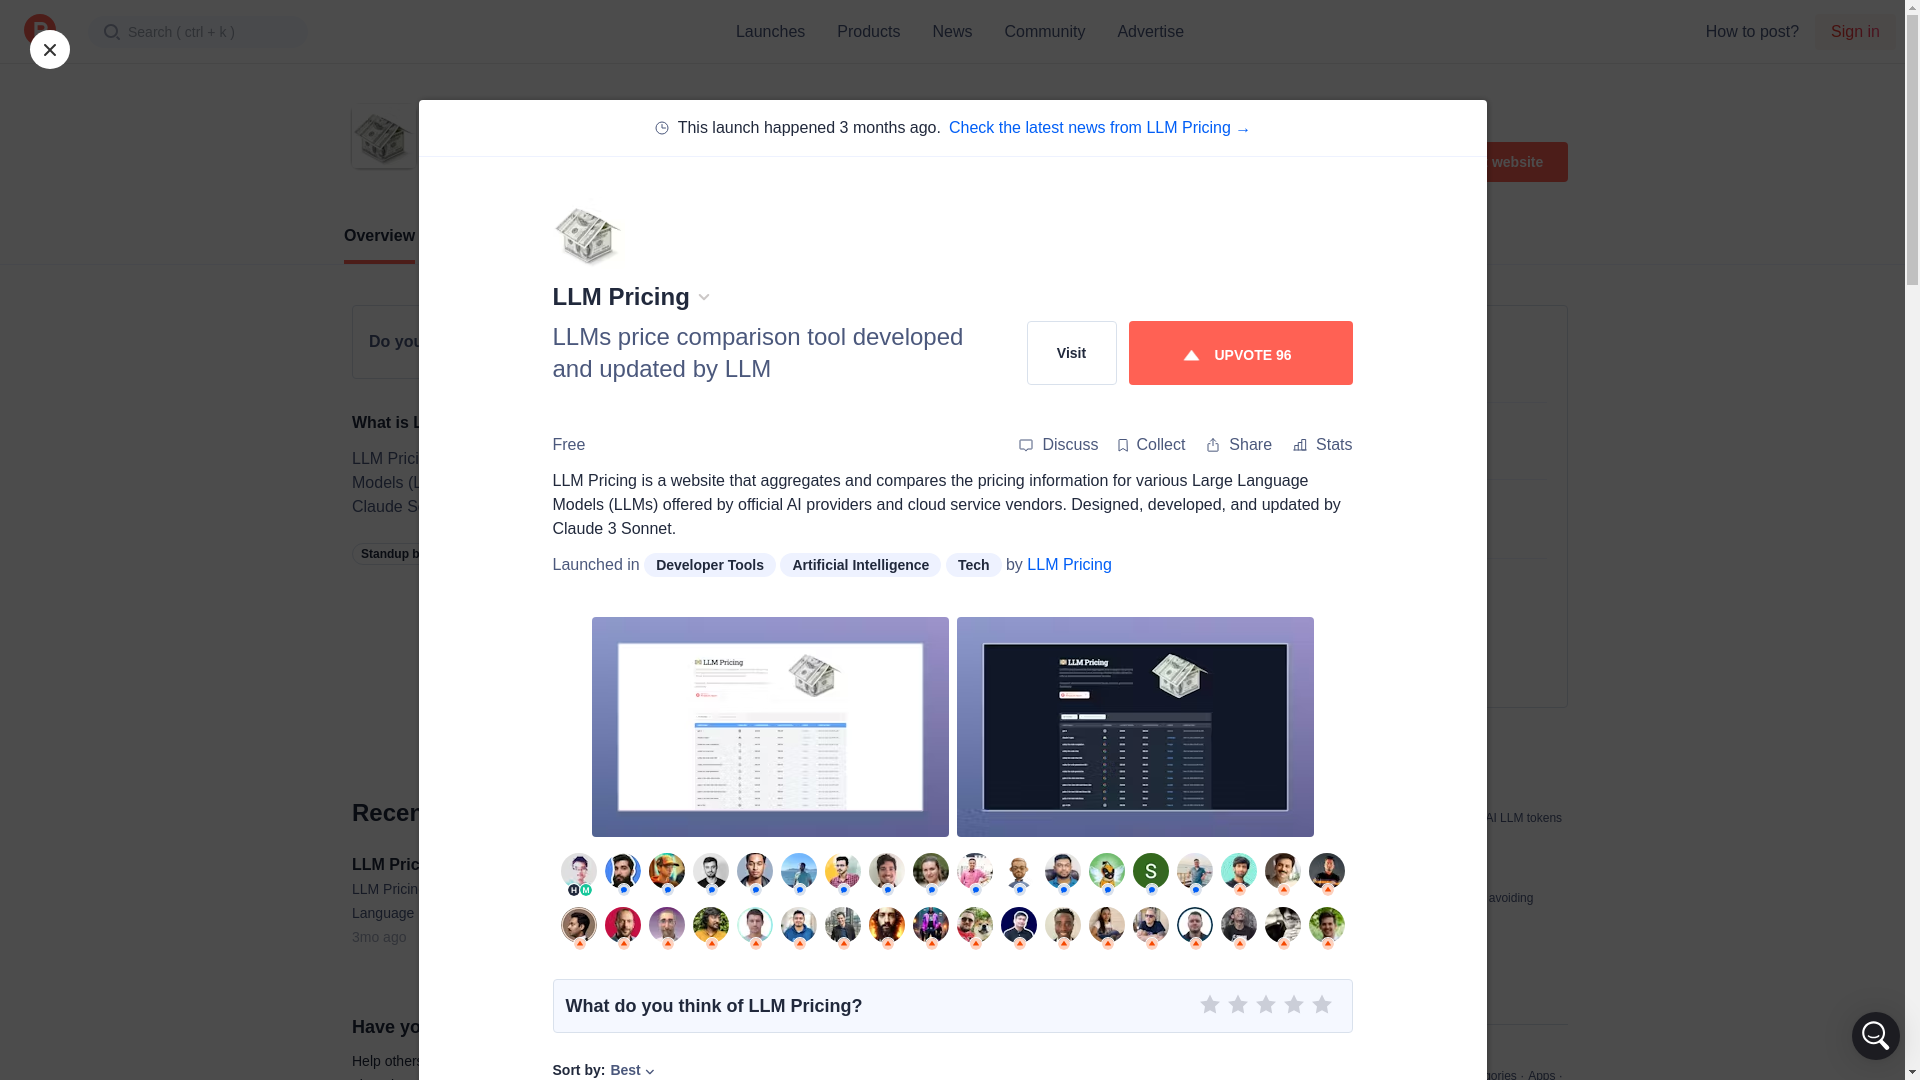 Search ( ctrl + k )
Launches
Products
News
Community
Advertise
How to post?
Sign in
This launch happened 3 months ago. Check the latest news from LLM Pricing →
website
Overview
LLM Pricing
LLMs price comparison tool developed
and updated by LLM
Visit
UPVOTE 96
Do you
What is L
LLM Prici
Models (L
Claude So
Standup b
Free
Discuss
Collect
Share
Stats
LLM Pricing is a website that aggregates and compares the pricing information for various Large Language
Models (LLMs) offered by official AI providers and cloud service vendors. Designed, developed, and updated by
Claude 3 Sonnet.
Launched in Developer Tools Artificial Intelligence Tech by LLM Pricing
LLM Pricing
LLM Pricing
Recen
AI LLM tokens
LLM Pric
LLM Pricin
Language
avoiding
3mo ago
What do you think of LLM Pricing?
Have yo
Help others
Sort by: Best
gories · Apps ·